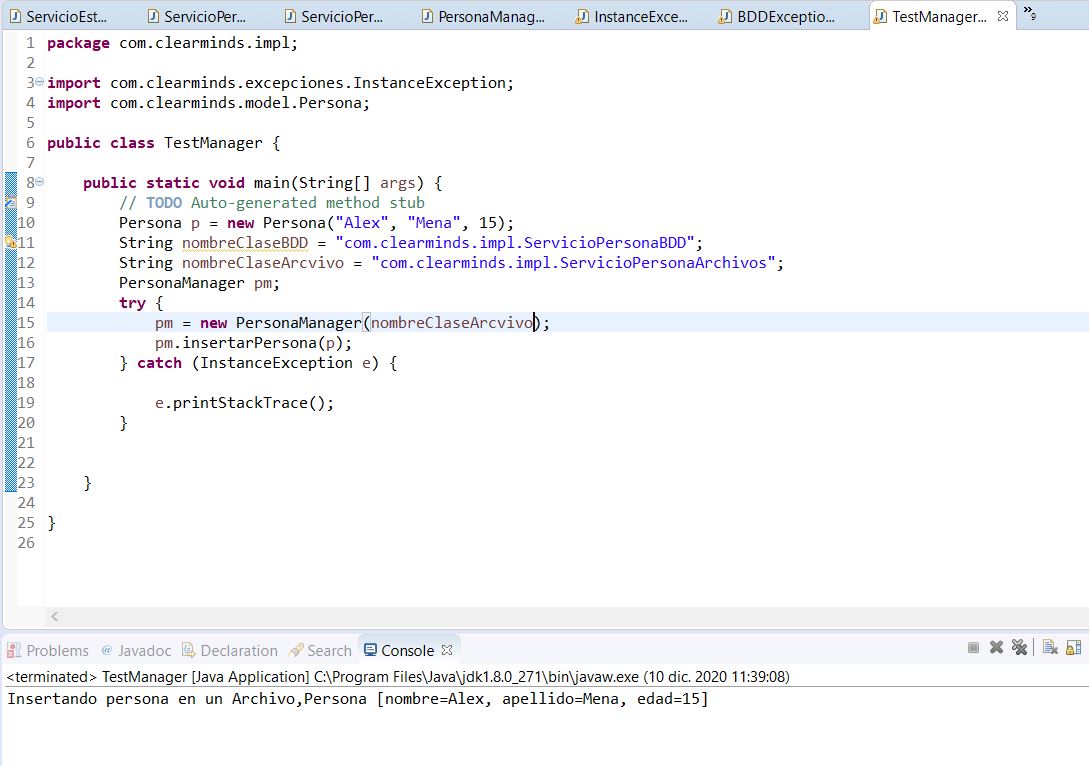 ServicioEst... ServicioPer... ServicioPer... PersonaManag... InstanceExce... BDDExceptio... TestManager... »9
1 package com.clearminds.impl;
2
3 import com.clearminds.excepciones.InstanceException;
4 import com.clearminds.model.Persona;
5
6 public class TestManager {
7
8 public static void main(String[] args) {
9 // TODO Auto-generated method stub
10 Persona p = new Persona("Alex", "Mena", 15);
11 String nombreClaseBDD = "com.clearminds.impl.ServicioPersonaBDD";
12 String nombreClaseArcvivo = "com.clearminds.impl.ServicioPersonaArchivos";
13 PersonaManager pm;
14 try {
15 pm = new PersonaManager(nombreClaseArcvivo);
16 pm.insertarPersona(p);
17 } catch (InstanceException e) {
18
19 e.printStackTrace();
20 }
21
22
23 }
24
25 }
26
Problems @ Javadoc Declaration Search Console
<terminated> TestManager [Java Application] C:\Program Files\Java\jdk1.8.0_271\bin\javaw.exe (10 dic. 2020 11:39:08)
Insertando persona en un Archivo,Persona [nombre=Alex, apellido=Mena, edad=15]